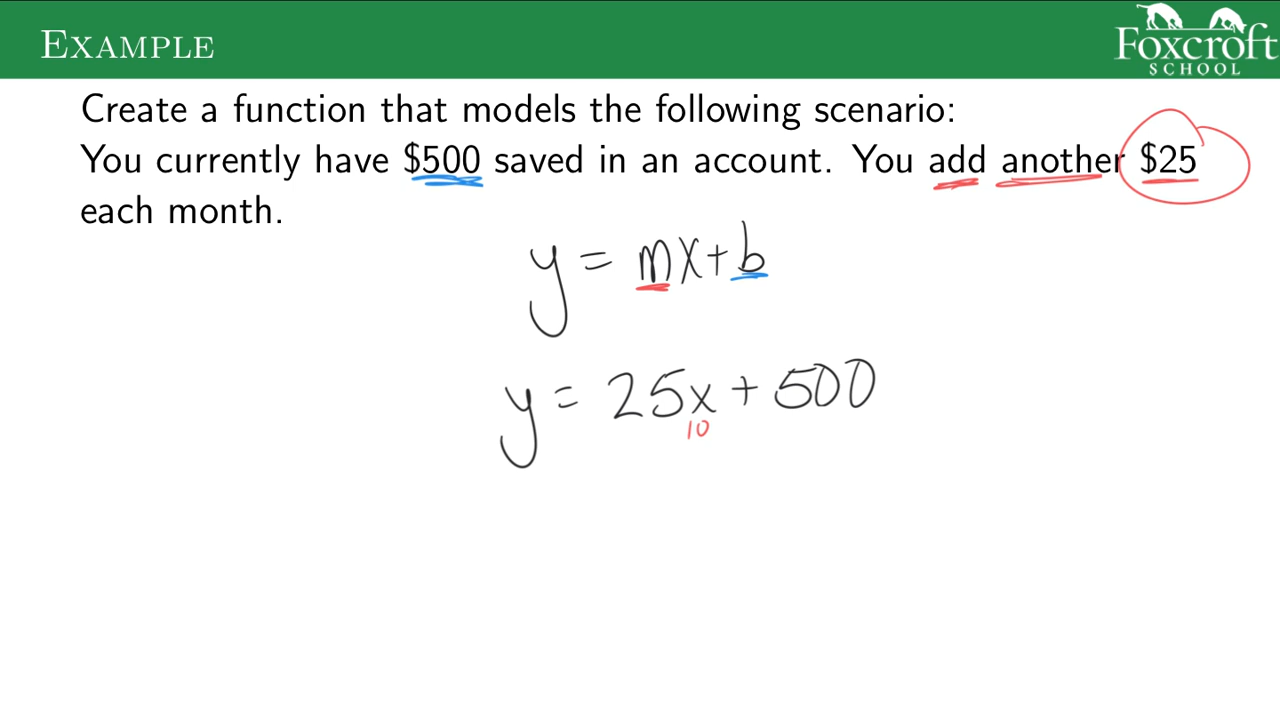 EXAMPLE
Foxcroft
SCHOOL
Create a function that models the following scenario:
You currently have $500 saved in an account. You add another $25
each month.
y = mx+b
y = 25x + 500
10